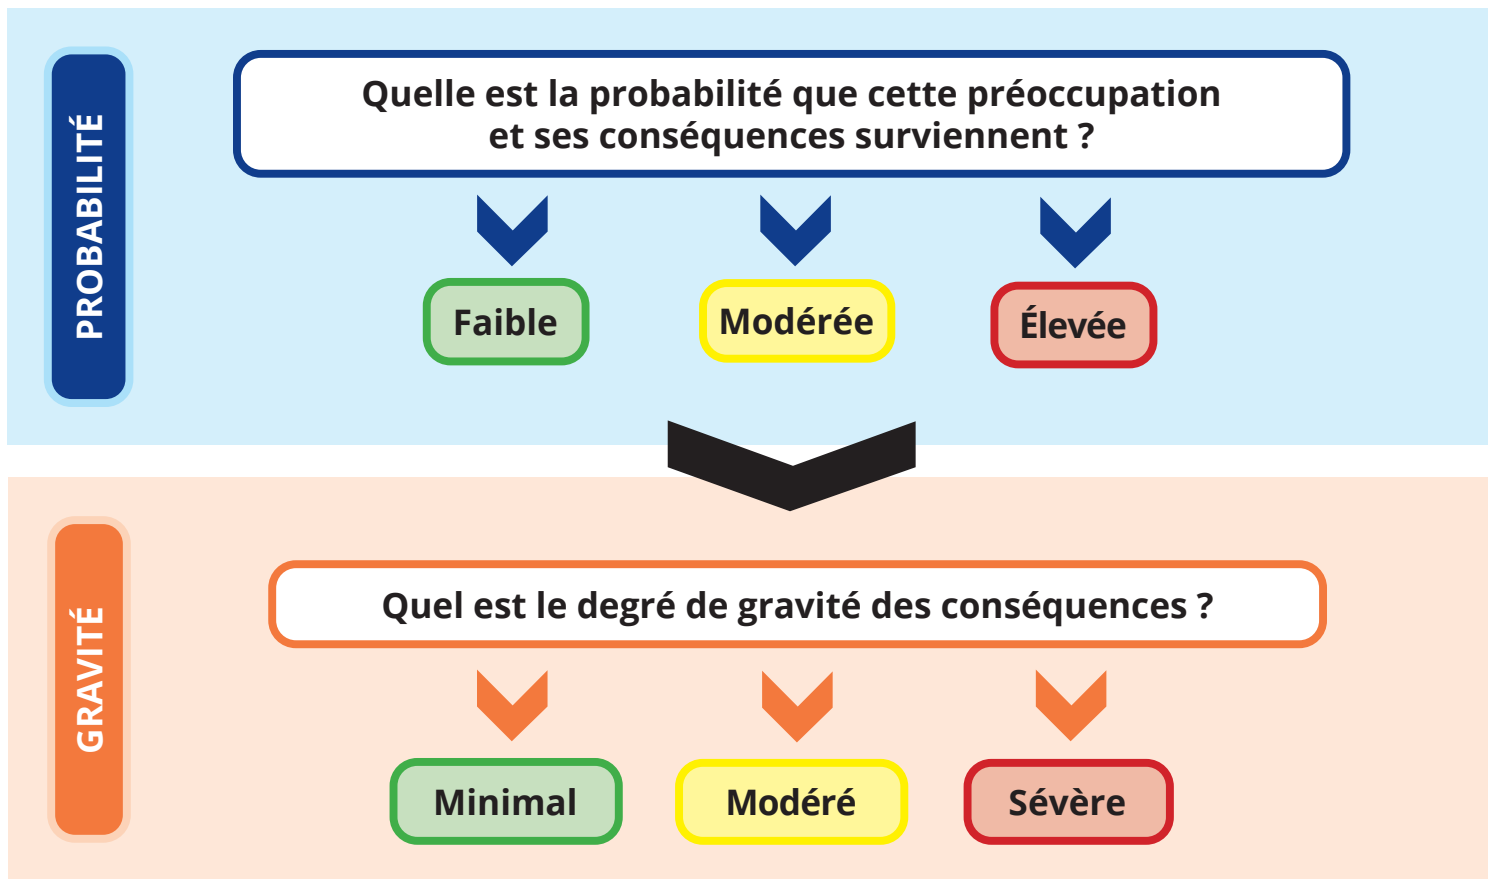 PROBABILITÉ
Quelle est la probabilité que cette préoccupation
et ses conséquences surviennent ?
Faible
Modérée
Élevée
GRAVITÉ
Quel est le degré de gravité des conséquences ?
Minimal
Modéré
Sévère